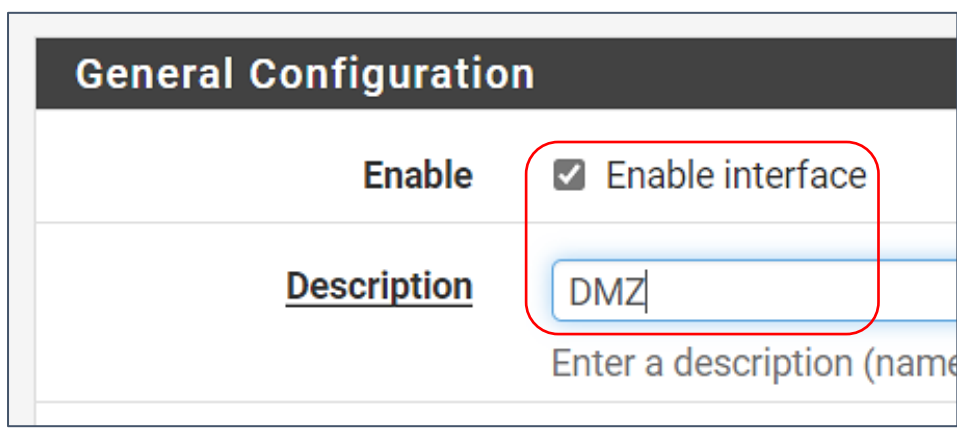 General Configuration
Enable Enable interface
Description DMZ
Enter a description (name